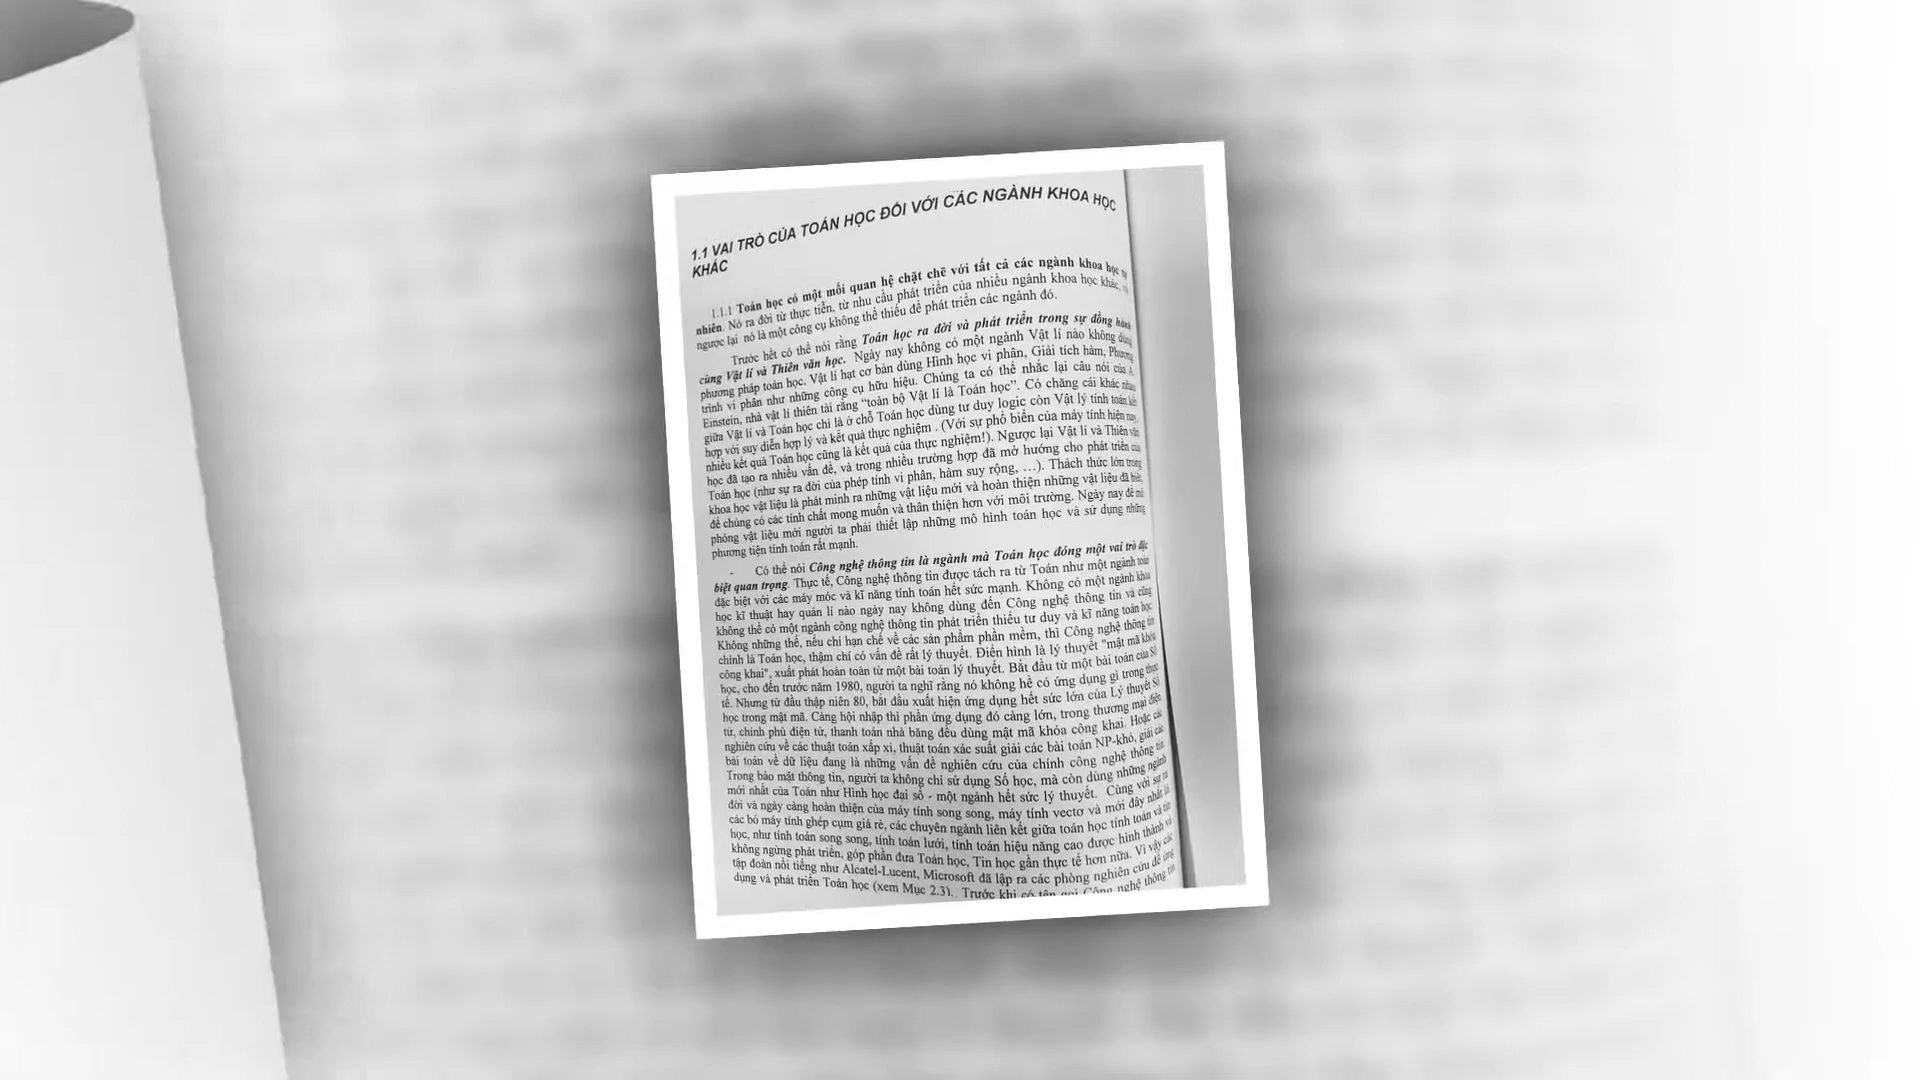 1.1 VAI TRÒ CỦA TOÁN HỌC ĐỐI VỚI CÁC NGÀNH KHOA HỌC
KHÁC
1.1.1 Toán học có một mối quan hệ chặt chẽ với tất cả các ngành khoa học tự
nhiên. Nó ra đời từ thực tiễn, từ nhu cầu phát triển của nhiều ngành khoa học khác, và
ngược lại nó là một công cụ không thể thiếu để phát triển các ngành đó.
Trước hết có thể nói rằng Toán học ra đời và phát triển trong sự đồng hành
cùng Vật lí và Thiên văn học. Ngày nay không có một ngành Vật lí nào không dùng
phương pháp toán học. Vật lí hạt cơ bản dùng Hình học vi phân, Giải tích hàm, Phương
trình vi phân như những công cụ hữu hiệu. Chúng ta có thể nhắc lại câu nói của A.
Einstein, nhà vật lí thiên tài rằng “toàn bộ Vật lí là Toán học”. Có chăng cái khác nhau
giữa Vật lí và Toán học chỉ là ở chỗ Toán học dùng tư duy logic còn Vật lý tính toán kết
hợp với suy diễn hợp lý và kết quả thực nghiệm . (Với sự phổ biến của máy tính hiện nay,
nhiều kết quả Toán học cũng là kết quả của thực nghiệm!). Ngược lại Vật lí và Thiên văn
học đã tạo ra nhiều vấn đề, và trong nhiều trường hợp đã mở hướng cho phát triển của
Toán học (như sự ra đời của phép tính vi phân, hàm suy rộng, …). Thách thức lớn trong
khoa học vật liệu là phát minh ra những vật liệu mới và hoàn thiện những vật liệu đã biết,
để chúng có các tính chất mong muốn và thân thiện hơn với môi trường. Ngày nay để mô
phỏng vật liệu mới người ta phải thiết lập những mô hình toán học và sử dụng những
phương tiện tính toán rất mạnh.
- Có thể nói Công nghệ thông tin là ngành mà Toán học đóng một vai trò đặc
biệt quan trọng. Thực tế, Công nghệ thông tin được tách ra từ Toán như một ngành toán
đặc biệt với các máy móc và kĩ năng tính toán hết sức mạnh. Không có một ngành khoa
học kĩ thuật hay quản lí nào ngày nay không dùng đến Công nghệ thông tin và cũng
không thể có một ngành công nghệ thông tin phát triển thiếu tư duy và kĩ năng toán học
Không những thế, nếu chỉ hạn chế về các sản phẩm phần mềm, thì Công nghệ thông tin
chính là Toán học, thậm chí có vấn đề rất lý thuyết. Điển hình là lý thuyết "mật mã khóa
công khai", xuất phát hoàn toàn từ một bài toán lý thuyết. Bắt đầu từ một bài toán của Số
học, cho đến trước năm 1980, người ta nghĩ rằng nó không hề có ứng dụng gì trong thực
tế. Nhưng từ đầu thập niên 80, bắt đầu xuất hiện ứng dụng hết sức lớn của Lý thuyết Số
học trong mật mã. Càng hội nhập thì phần ứng dụng đó càng lớn, trong thương mại điện
tử, chính phủ điện tử, thanh toán nhà băng đều dùng mật mã khóa công khai. Hoặc các
nghiên cứu về các thuật toán xấp xỉ, thuật toán xác suất giải các bài toán NP-khó, giải các
bài toán về dữ liệu đang là những vấn đề nghiên cứu của chính công nghệ thông tin
Trong bảo mật thông tin, người ta không chỉ sử dụng Số học, mà còn dùng những ngành
mới nhất của Toán như Hình học đại số - một ngành hết sức lý thuyết. Cùng với sự ra
đời và ngày càng hoàn thiện của máy tính song song, máy tính vectơ và mới đây nhất là
các bó máy tính ghép cụm giá rẻ, các chuyên ngành liên kết giữa toán học tính toán và tin
học, như tính toán song song, tính toán lưới, tính toán hiệu năng cao được hình thành và
không ngừng phát triển, góp phần đưa Toán học, Tin học gần thực tế hơn nữa. Vì vậy các
tập đoàn nổi tiếng như Alcatel-Lucent, Microsoft đã lập ra các phòng nghiên cứu để ứng
dụng và phát triển Toán học (xem Mục 2.3). Trước khi có tên gọi Công nghệ thông tin